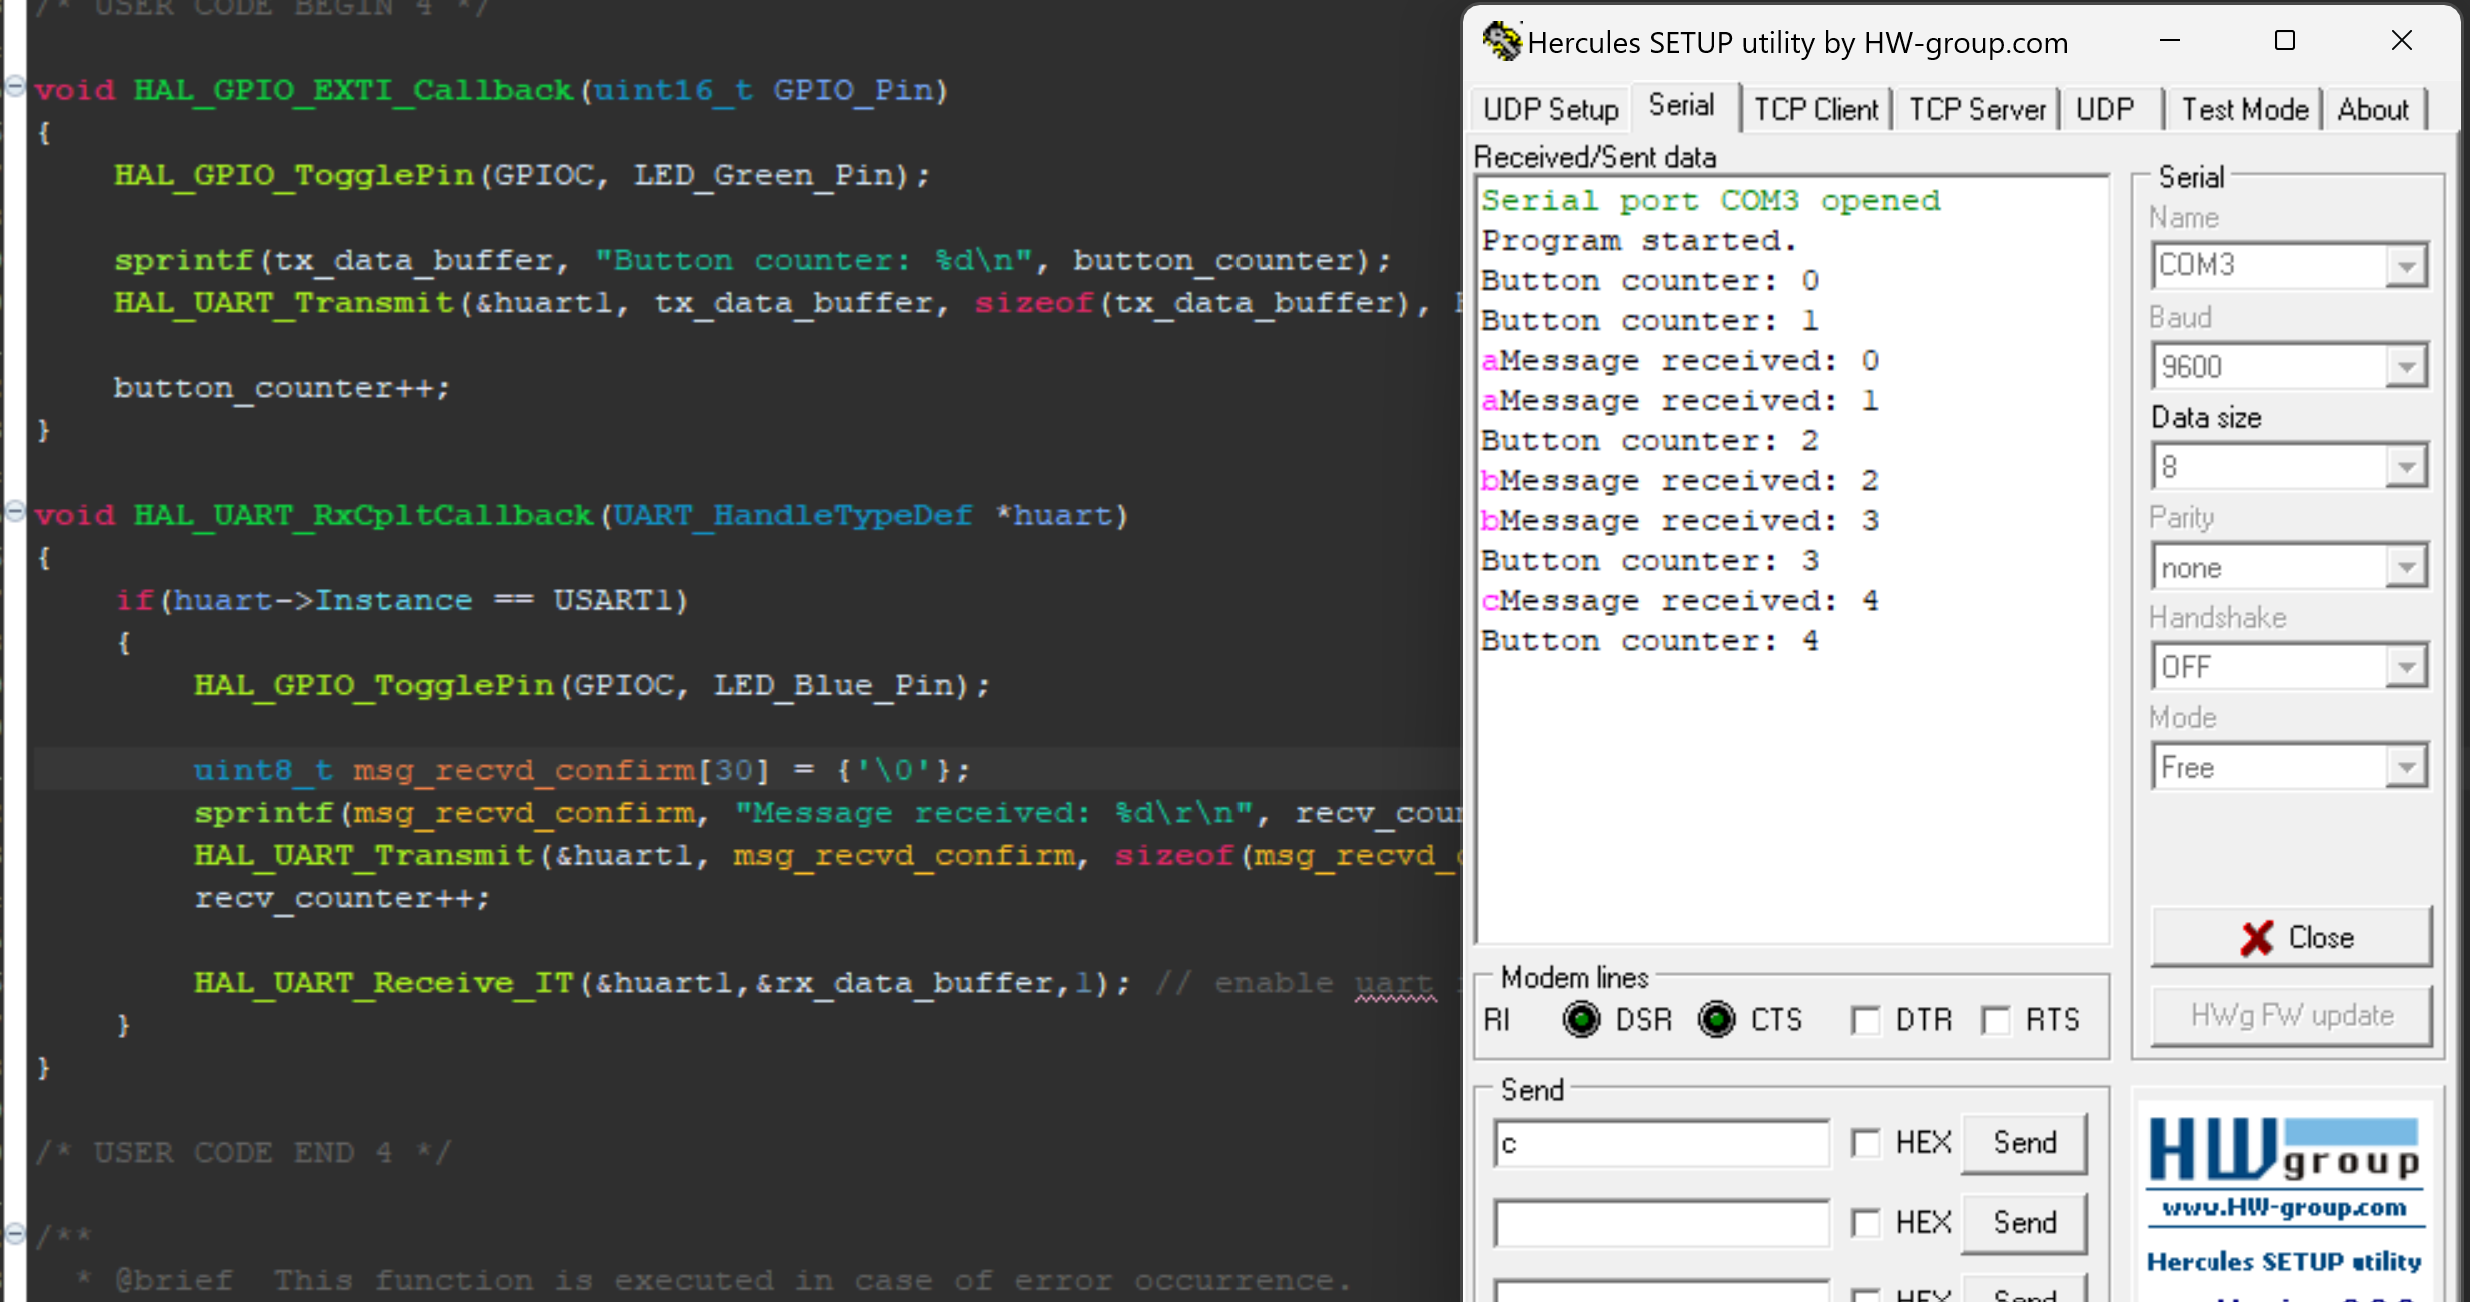 /* USER CODE BEGIN 4 */
void HAL_GPIO_EXTI_Callback(uint16_t GPIO_Pin)
{
HAL_GPIO_TogglePin(GPIOC, LED_Green_Pin);
sprintf(tx_data_buffer, "Button counter: %d\n", button_counter);
HAL_UART_Transmit(&huart1, tx_data_buffer, sizeof(tx_data_buffer),
button_counter++;
}
void HAL_UART_RxCpltCallback(UART_HandleTypeDef *huart)
{
if(huart->Instance == USART1)
{
HAL_GPIO_TogglePin(GPIOC, LED_Blue_Pin);
uint8_t msg_recvd_confirm[30] = {'\0'};
sprintf(msg_recvd_confirm, "Message received: %d\r\n", recv_cou
HAL_UART_Transmit(&huart1, msg_recvd_confirm, sizeof(msg_recvd_
recv_counter++;
HAL_UART_Receive_IT(&huart1,&rx_data_buffer,1); // enable uart
}
}
/* USER CODE END 4 */
/**
* @brief  This function is executed in case of error occurrence.
Hercules SETUP utility by HW-group.com
UDP Setup Serial TCP Client TCP Server UDP Test Mode About
Received/Sent data
Serial port COM3 opened
Program started.
Button counter: 0
Button counter: 1
aMessage received: 0
aMessage received: 1
Button counter: 2
bMessage received: 2
bMessage received: 3
Button counter: 3
cMessage received: 4
Button counter: 4
Serial
Name
COM3
Baud
9600
Data size
8
Parity
none
Handshake
OFF
Mode
Free
Close
HWg FW update
Modem lines
RI DSR CTS DTR RTS
Send
c HEX Send
HEX Send
HEX Send
HW group
www.HW-group.com
Hercules SETUP utility